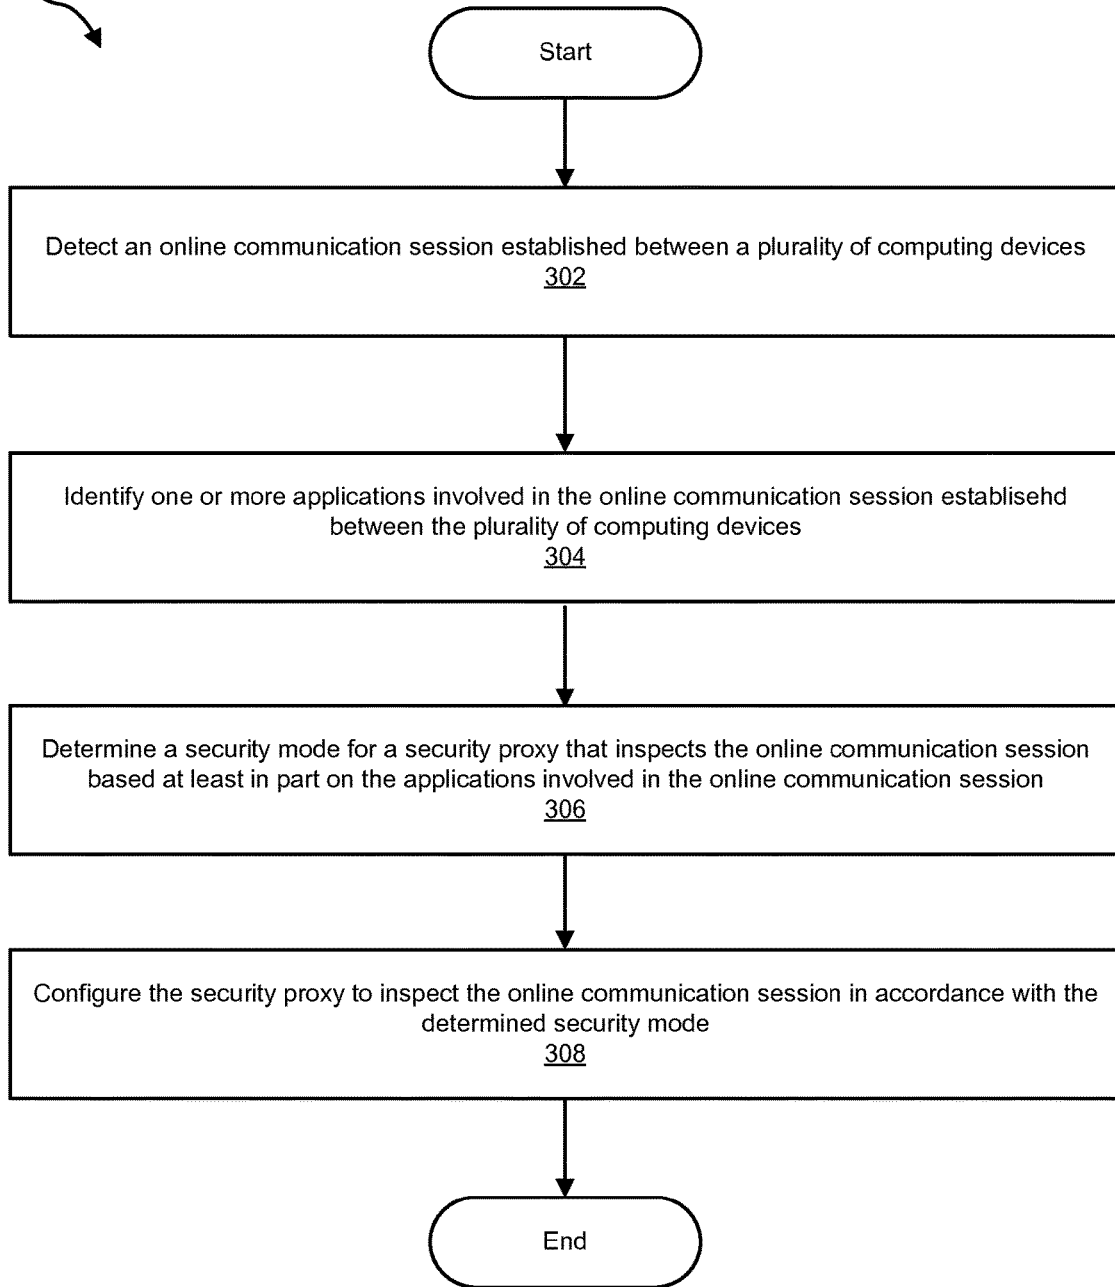 Start
Detect an online communication session established between a plurality of computing devices
302
Identify one or more applications involved in the online communication session establisehd
between the plurality of computing devices
304
Determine a security mode for a security proxy that inspects the online communication session
based at least in part on the applications involved in the online communication session
306
Configure the security proxy to inspect the online communication session in accordance with the
determined security mode
308
End